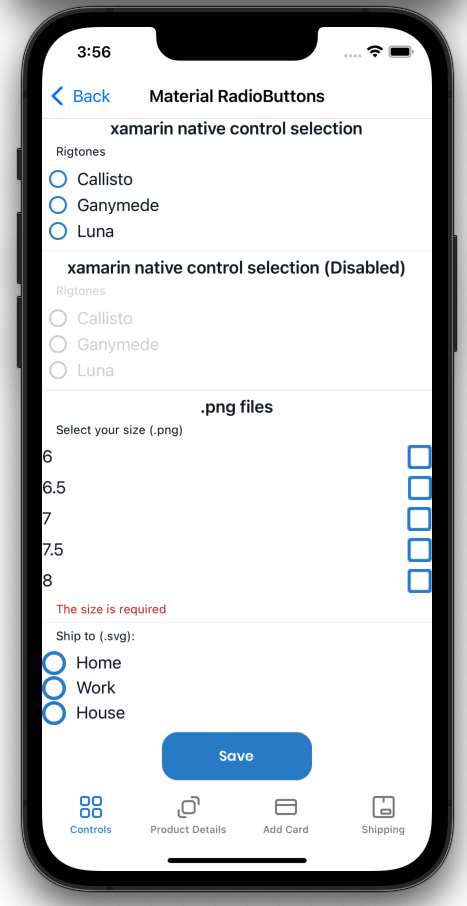 3:56
Back
Material RadioButtons
xamarin native control selection
Rigtones
Callisto
Ganymede
Luna
xamarin native control selection (Disabled)
Rigtones
Callisto
Ganymede
Luna
.png files
Select your size (.png)
6
6.5
7
7.5
8
The size is required
Ship to (.svg):
Home
Work
House
Save
Controls
Product Details
Add Card
Shipping